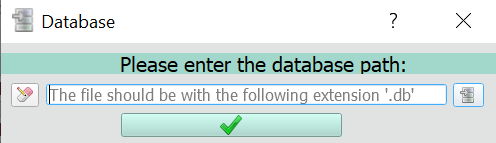 Database
Please enter the database path:
The file should be with the following extension '.db'